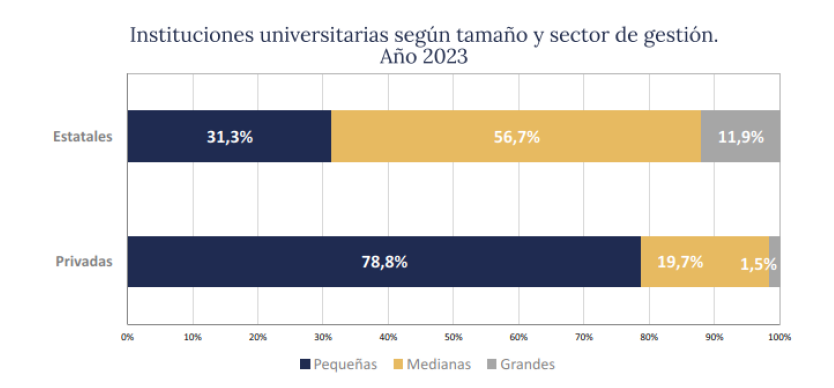 Instituciones universitarias según tamaño y sector de gestión.
Año 2023
Estatales
31,3%
56,7%
11,9%
Privadas
78,8%
19,7%
1,5%
0%
10%
20%
30%
40%
50%
60%
70%
80%
90%
100%
Pequeñas
Medianas
Grandes